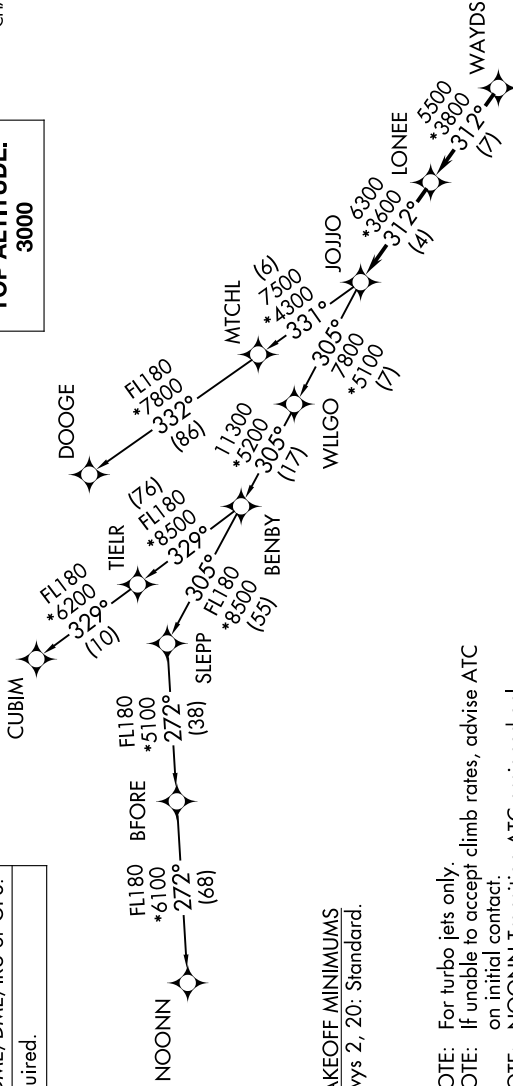 TOP ALTITUDE:
3000
WAYDS
5500
*3800
312°
(7)
LONEE
6300
*3600
312°
(4)
JOJJO
(6)
7500
*4300
331°
MTCHL
FL180
*7800
332°
(86)
DOOGE
305°
7800
*5100
(7)
WLLGO
11300
*5200
305°
(17)
BENBY
(76)
FL180
*8500
329°
TIELR
FL180
*6200
329°
(10)
CUBIM
305°
FL180
*8500
(55)
SLEPP
FL180
*5100
272°
(38)
BFORE
FL180
*6100
272°
(68)
NOONN
uired.
KEOFF MINIMUMS
ys 2, 20: Standard.
OTE: For turbo jets only.
OTE: If unable to accept climb rates, advise ATC
on initial contact.